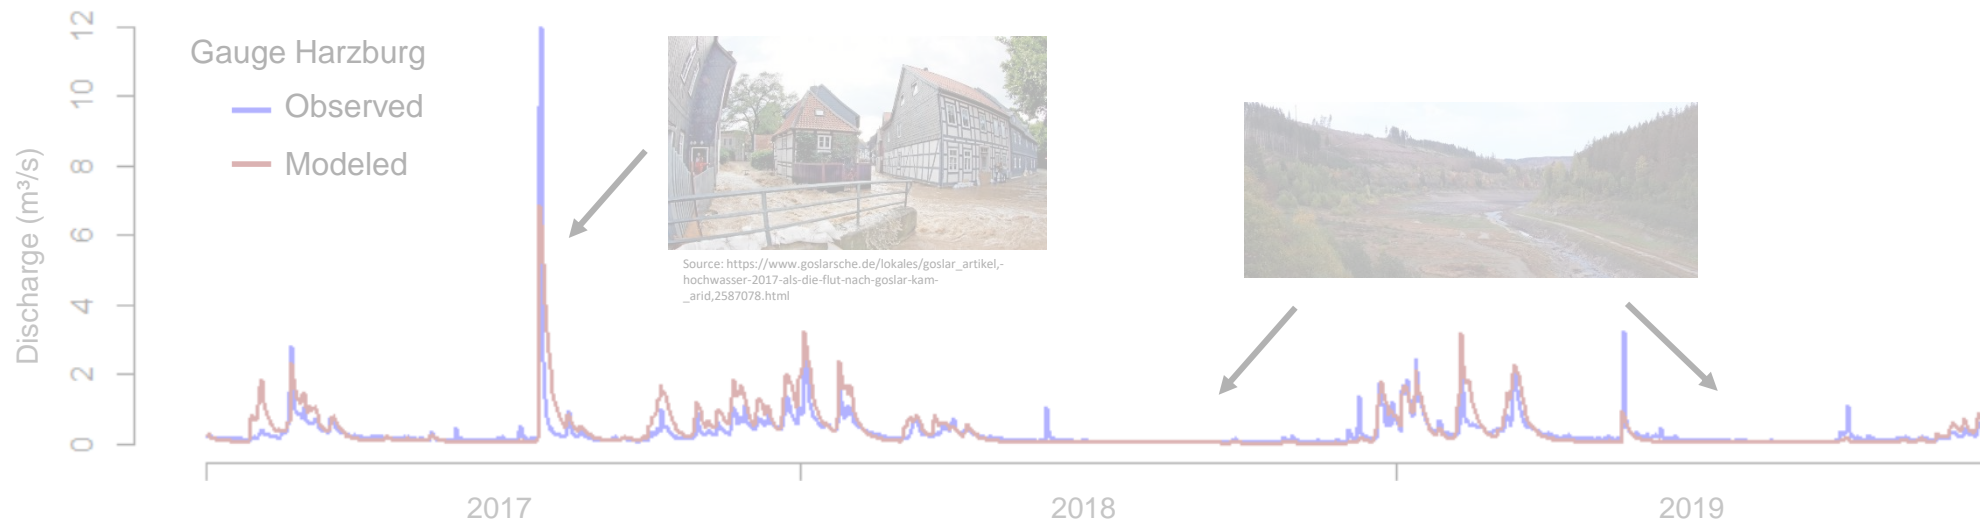 12
10
8
6
4
2
0
Discharge (m³/s)
Gauge Harzburg
Observed
Modeled
Source: https://www.goslarsche.de/lokales/goslar_artikel,-
hochwasser-2017-als-die-flut-nach-goslar-kam-
_arid,2587078.html
2017
2018
2019